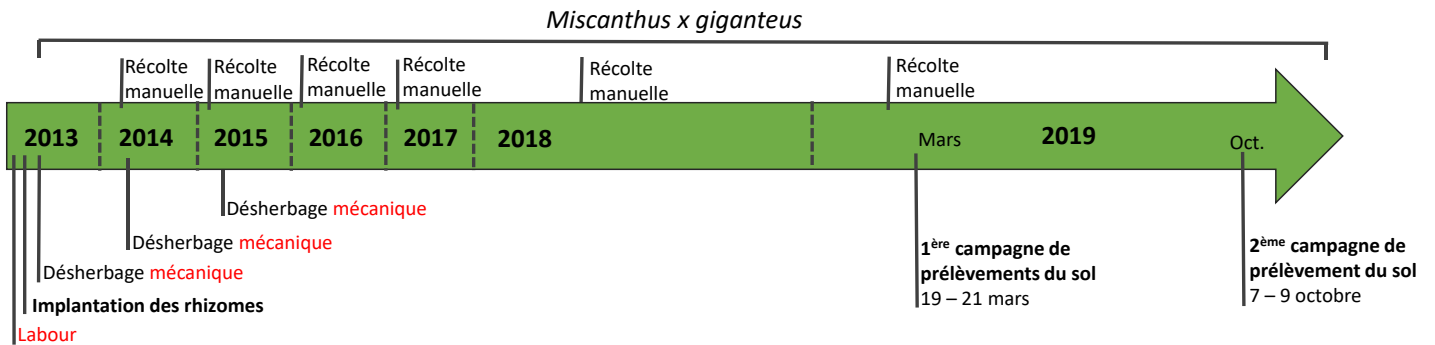 Miscanthus x giganteus
Récolte
manuelle
Récolte
manuelle
Récolte
manuelle
Récolte
manuelle
Récolte
manuelle
Récolte
manuelle
2013
2014
2015
2016
2017
2018
Mars
2019
Oct.
Désherbage mécanique
Désherbage mécanique
Désherbage mécanique
Implantation des rhizomes
Labour
1ère campagne de
prélèvements du sol
19 – 21 mars
2ème campagne de
prélèvement du sol
7 – 9 octobre